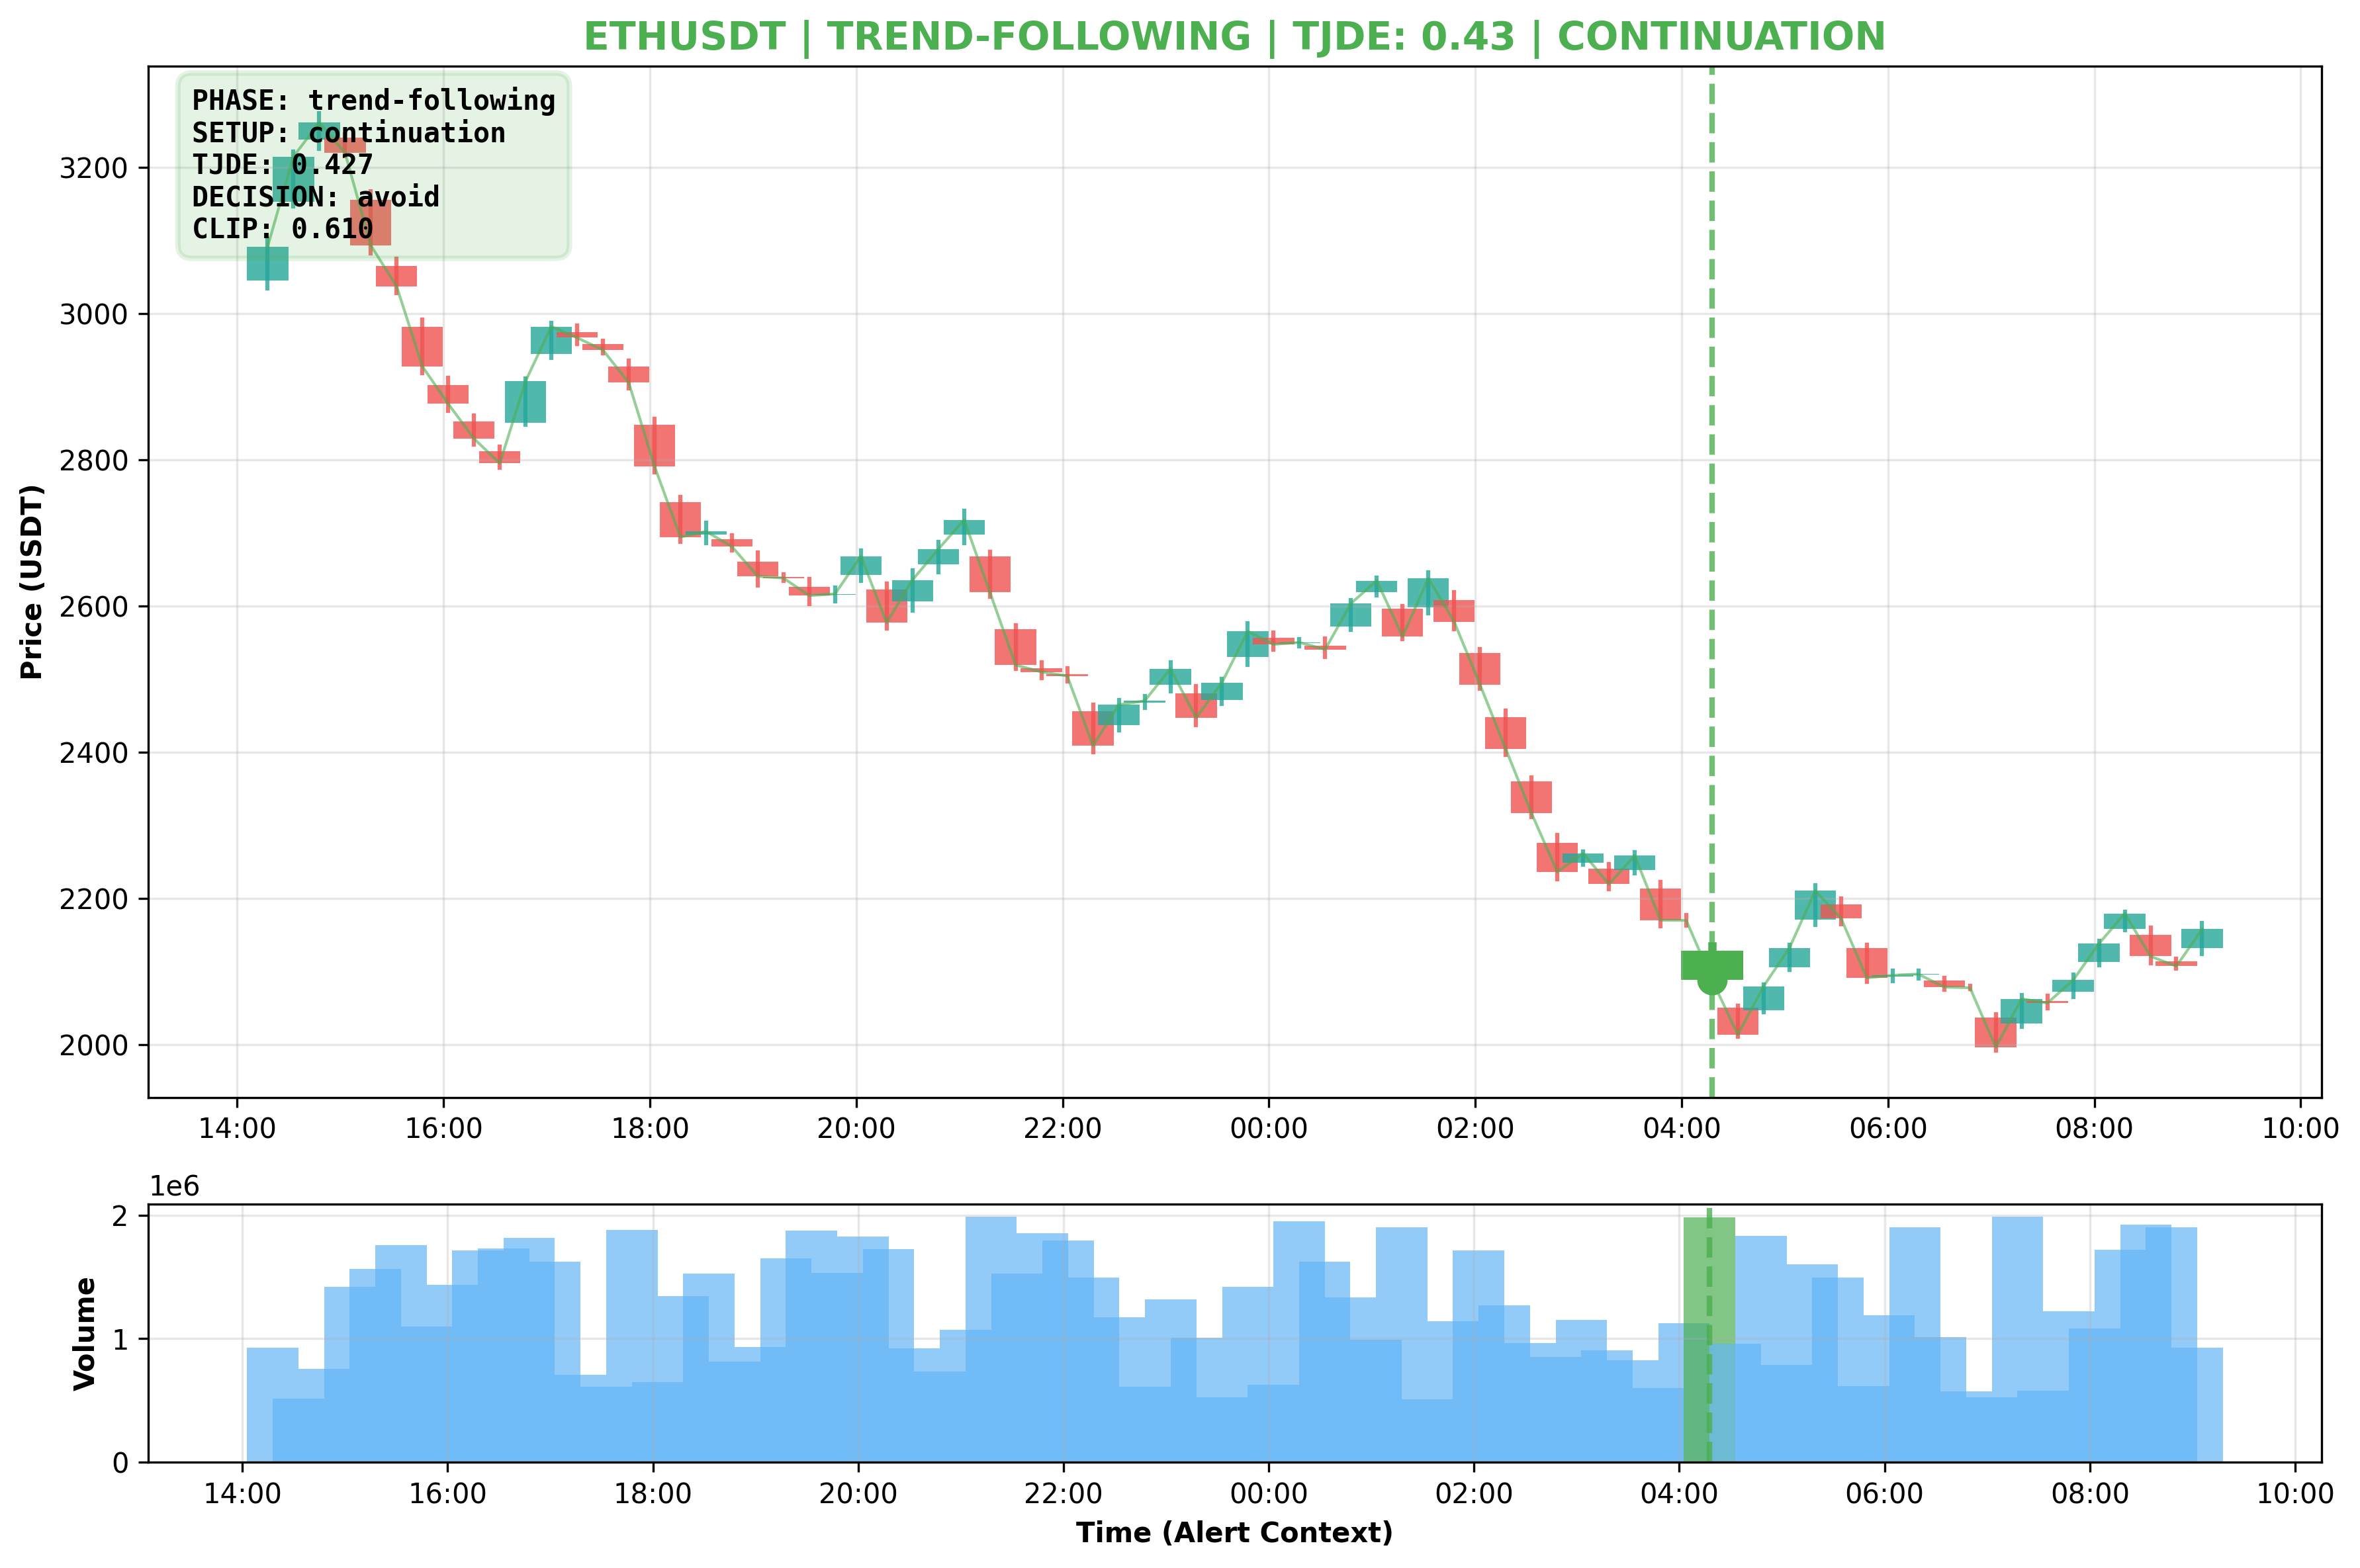 ETHUSDT | TREND-FOLLOWING | TJDE: 0.43 | CONTINUATION
PHASE: trend-following
SETUP: continuation
TJDE: 0.427
DECISION: avoid
CLIP: 0.610
Price (USDT)
3200
3000
2800
2600
2400
2200
2000
14:00 16:00 18:00 20:00 22:00 00:00 02:00 04:00 06:00 08:00 10:00
1e6
Volume
2
1
0
14:00 16:00 18:00 20:00 22:00 00:00 02:00 04:00 06:00 08:00 10:00
Time (Alert Context)